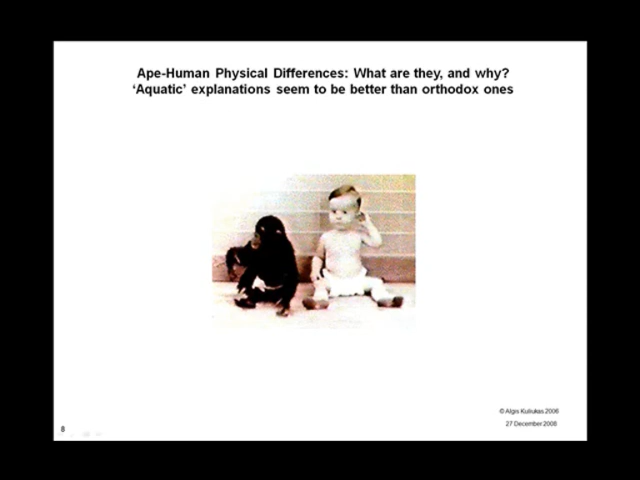 Ape-Human Physical Differences: What are they, and why?
‘Aquatic’ explanations seem to be better than orthodox ones
© Algis Kuliukas 2006
27 December 2008
8